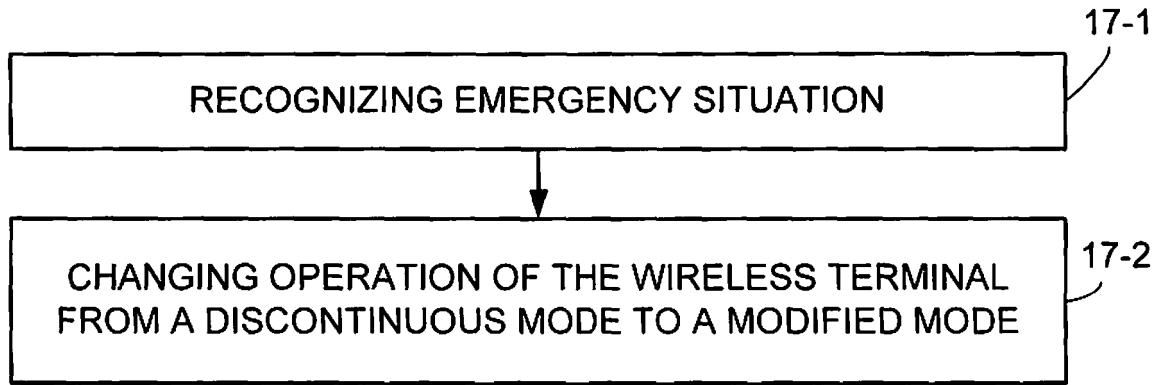 17-1
RECOGNIZING EMERGENCY SITUATION
17-2
CHANGING OPERATION OF THE WIRELESS TERMINAL
FROM A DISCONTINUOUS MODE TO A MODIFIED MODE